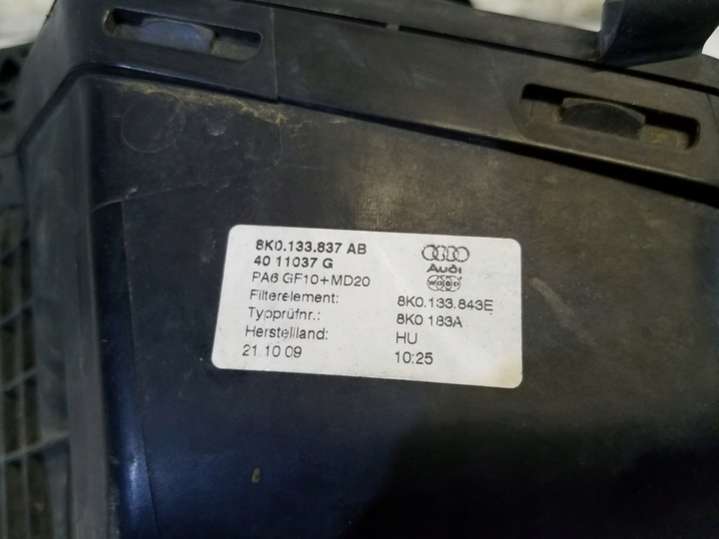 8K0.133.837 AB
40 11037 G
PA6 GF10+MD20
Audi
Filterelement: 8K0.133.843E
Typprüfnr.: 8K0 183A
Herstellland: HU
21.10 09 10:25